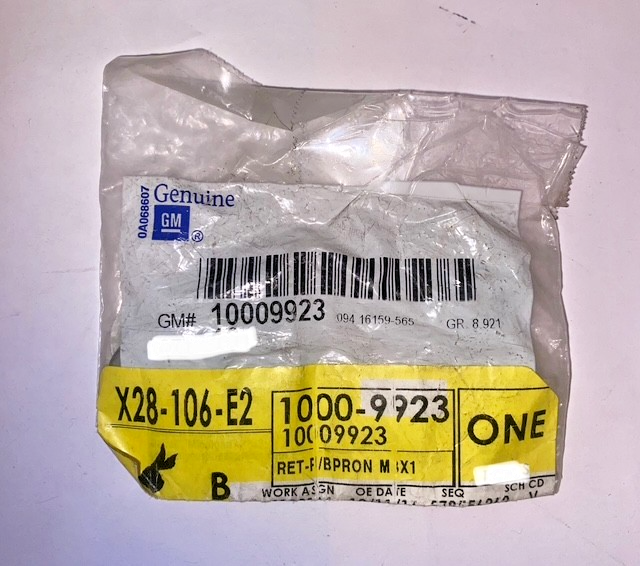 0A068607
Genuine
GM ®
GM# 10009923 094 16159-565 GR. 8.921
X28-106-E2
1000-9923
10009923
ONE
/BPRON M
B
WORK ASGN OE DATE SEQ SCH CD